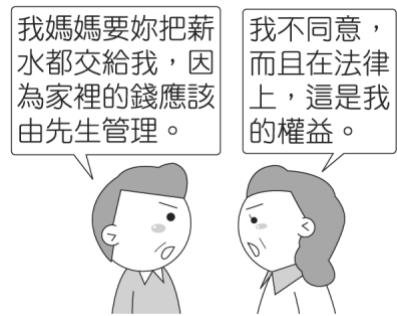 我媽媽要妳把薪
水都交給我，因
為家裡的錢應該
由先生管理。
我不同意，
而且在法律
上，這是我
的權益。